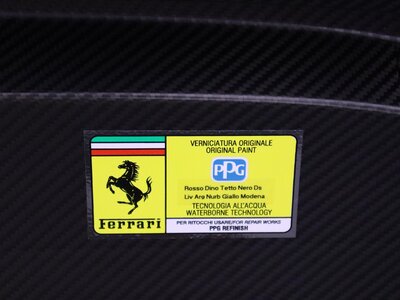 Ferrari
VERNICIATURA ORIGINALE
ORIGINAL PAINT
PPG
Rosso Dino Tetto Nero Ds
Liv Arg Nurb Giallo Modena
TECNOLOGIA ALL'ACQUA
WATERBORNE TECHNOLOGY
PER RITOCCHI USARE/FOR REPAIR WORKS
PPG REFINISH